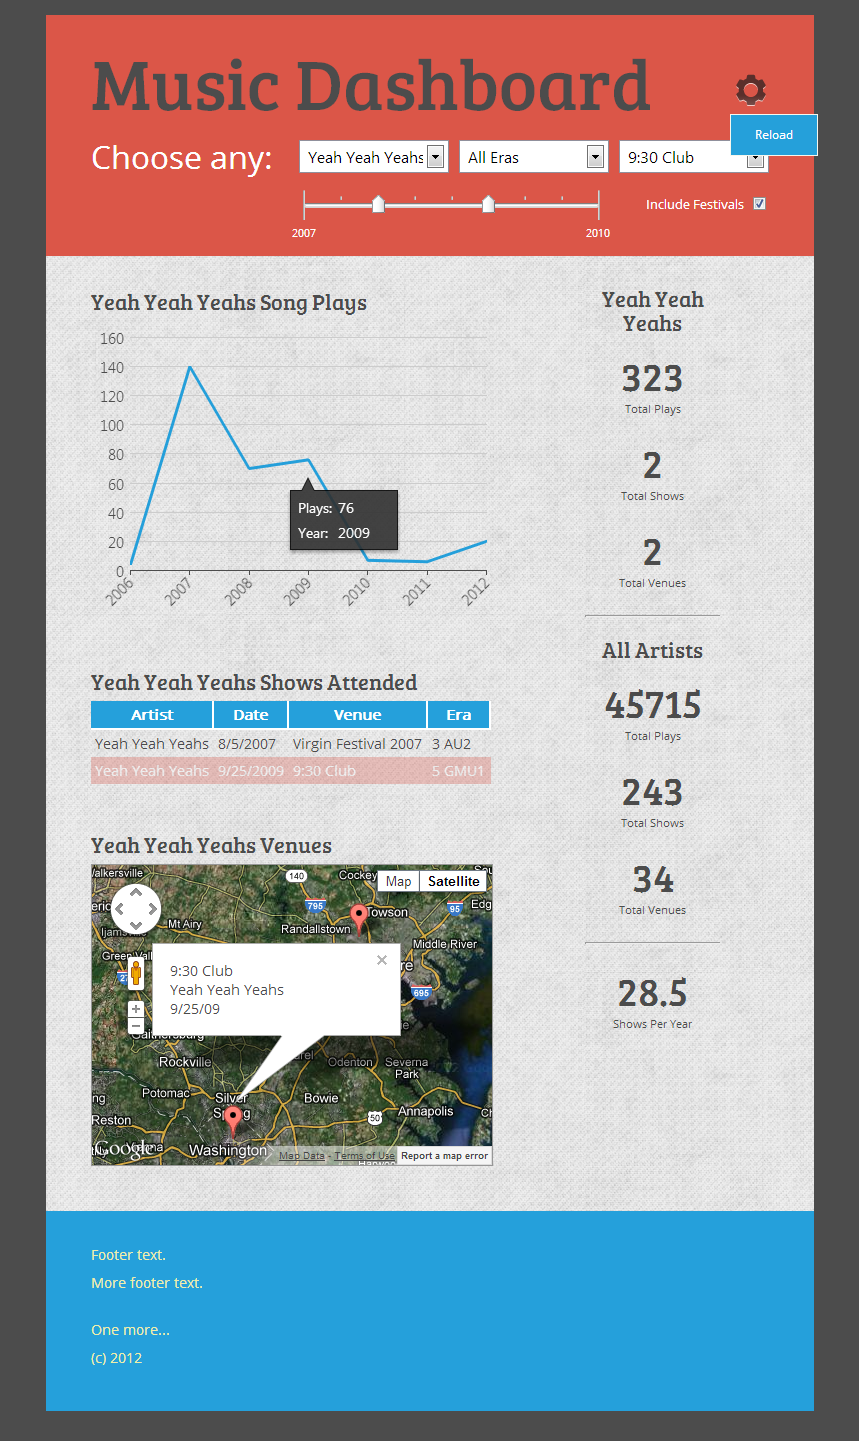 Music Dashboard
Reload
Choose any:
Yeah Yeah Yeahs
All Eras
9:30 Club
Include Festivals
2007
2010
Yeah Yeah Yeahs Song Plays
160
140
120
100
80
60
40
20
0
2006
2007
2008
2009
2010
2011
2012
Plays: 76
Year: 2009
Yeah Yeah Yeahs Shows Attended
Artist Date Venue Era
Yeah Yeah Yeahs 8/5/2007 Virgin Festival 2007 3 AU2
Yeah Yeah Yeahs 9/25/2009 9:30 Club 5 GMU1
Yeah Yeah Yeahs Venues
alkersville
140
Cockey
Map
Satellite
795
95
Edg
Mt Airy
Ijams
Towson
Randallstown
Middle River
Green Val
9:30 Club
Yeah Yeah Yeahs
9/25/09
695
Gaithersburg
Rockville
Laurel
Odenton
Severna
Park
Potomac
Silver
Spring
Bowie
50
Annapolis
Reston
Vienna
Google
Washington
Map Data - Terms of Use
Report a map error
Yeah Yeah
Yeahs
323
Total Plays
2
Total Shows
2
Total Venues
All Artists
45715
Total Plays
243
Total Shows
34
Total Venues
28.5
Shows Per Year
Footer text.
More footer text.
One more...
(c) 2012